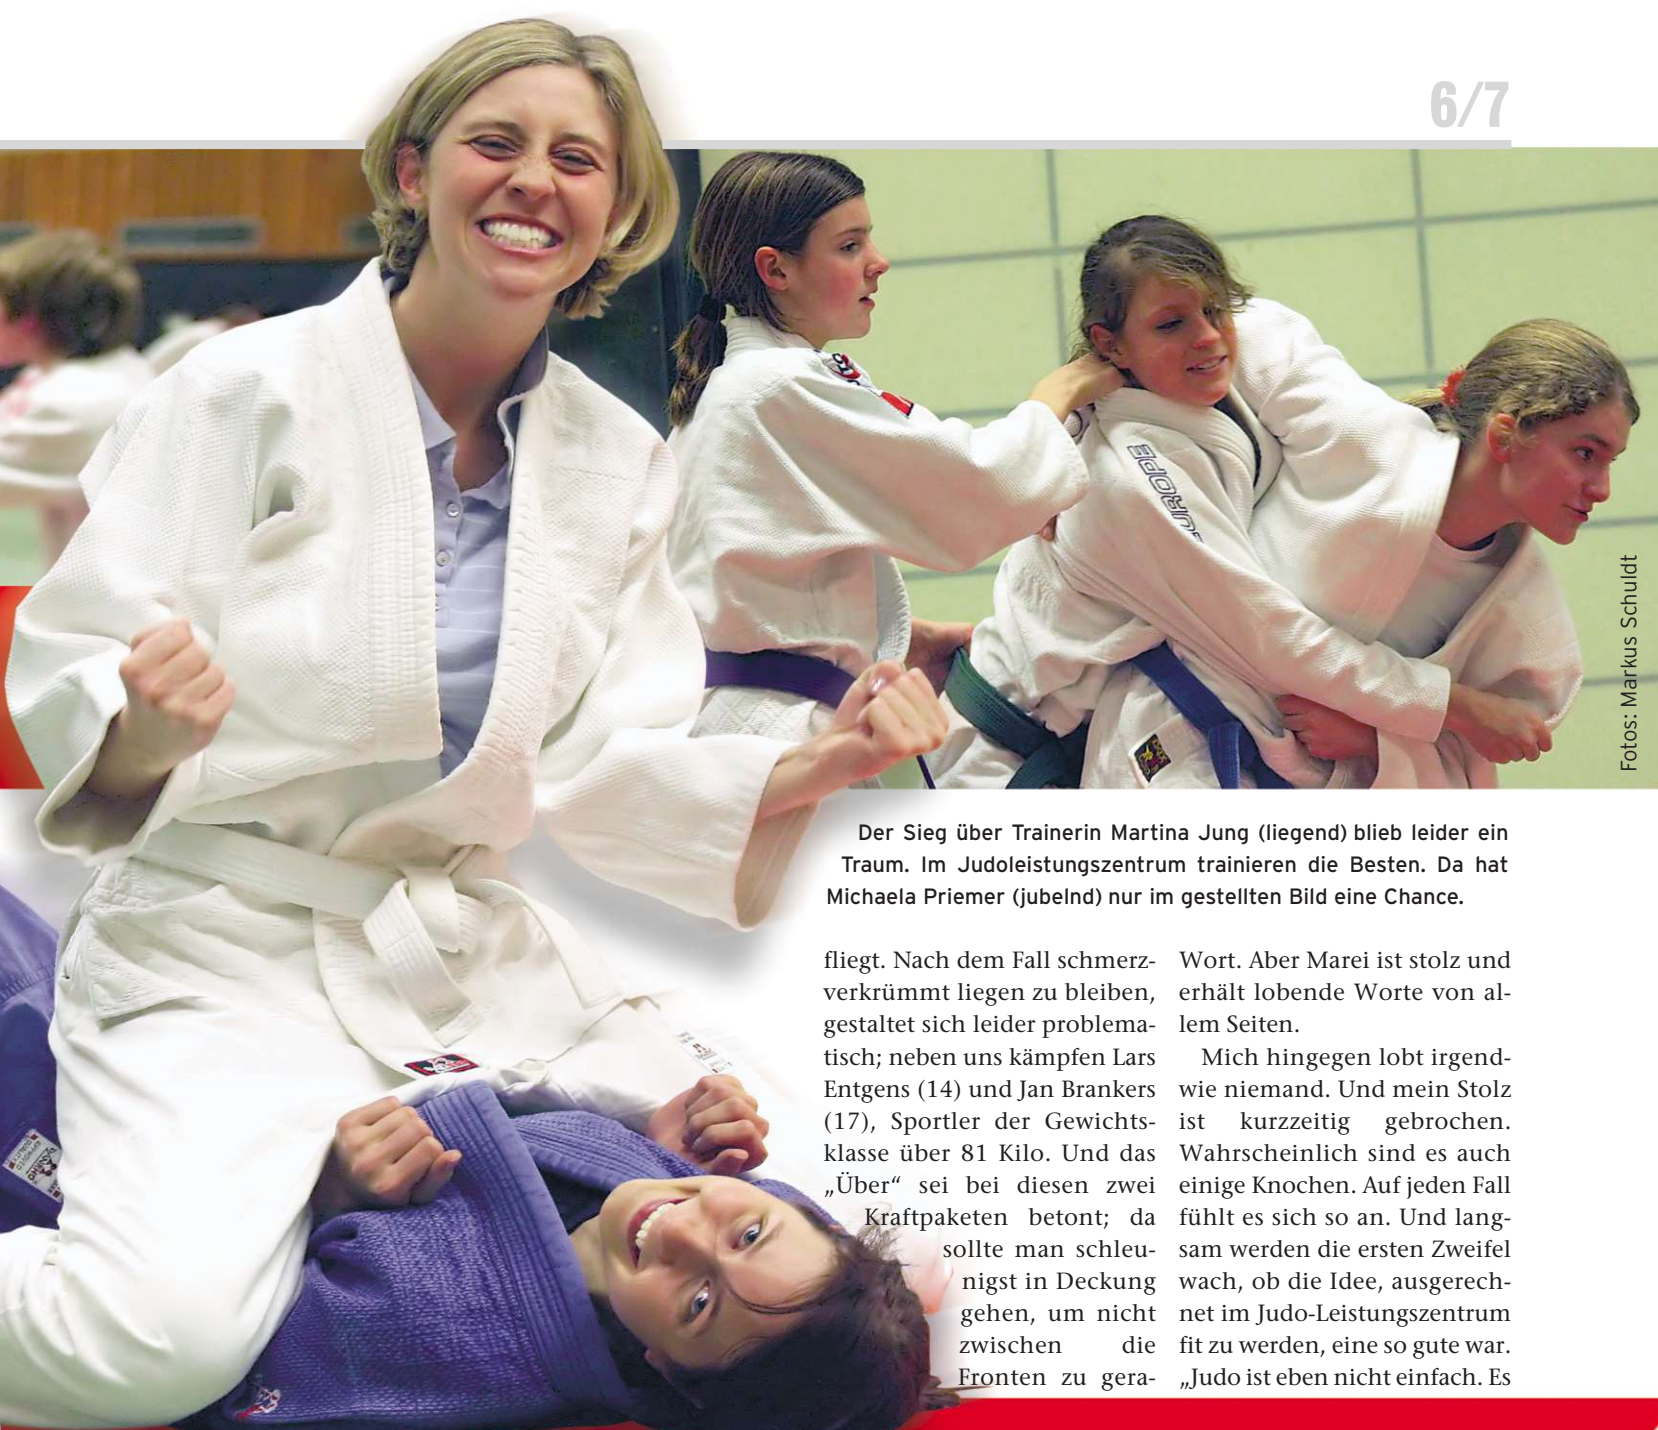 6/7
EUROPE
Fotos: Markus Schuldt
Der Sieg über Trainerin Martina Jung (liegend) blieb leider ein
Traum. Im Judoleistungszentrum trainieren die Besten. Da hat
Michaela Priemer (jubelnd) nur im gestellten Bild eine Chance.
fliegt. Nach dem Fall schmerz-
verkrümmt liegen zu bleiben,
gestaltet sich leider problema-
tisch; neben uns kämpfen Lars
Entgens (14) und Jan Brankers
(17), Sportler der Gewichts-
klasse über 81 Kilo. Und das
„Über“ sei bei diesen zwei
Kraftpaketen betont; da
sollte man schleu-
nigst in Deckung
gehen, um nicht
zwischen die
Fronten zu gera-
Wort. Aber Marei ist stolz und
erhält lobende Worte von al-
lem Seiten.
Mich hingegen lobt irgend-
wie niemand. Und mein Stolz
ist kurzzeitig gebrochen.
Wahrscheinlich sind es auch
einige Knochen. Auf jeden Fall
fühlt es sich so an. Und lang-
sam werden die ersten Zweifel
wach, ob die Idee, ausgerech-
net im Judo-Leistungszentrum
fit zu werden, eine so gute war.
„Judo ist eben nicht einfach. Es